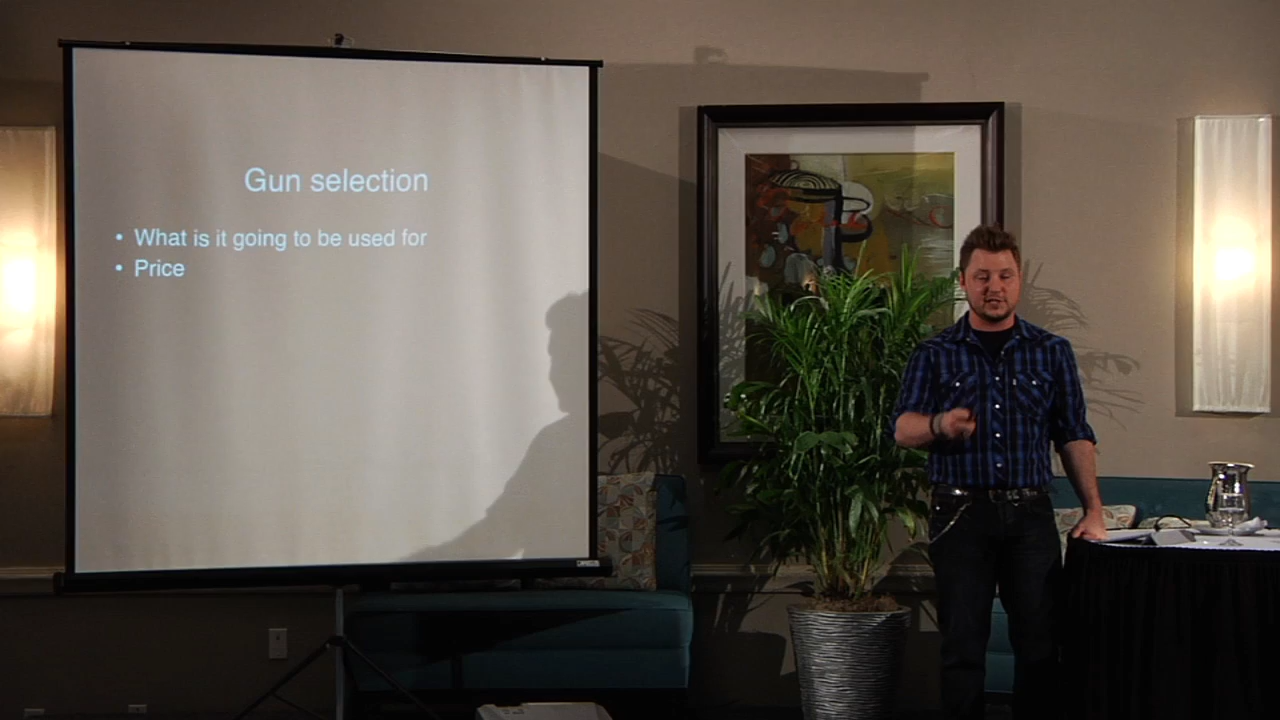 Gun selection
• What is it going to be used for
• Price